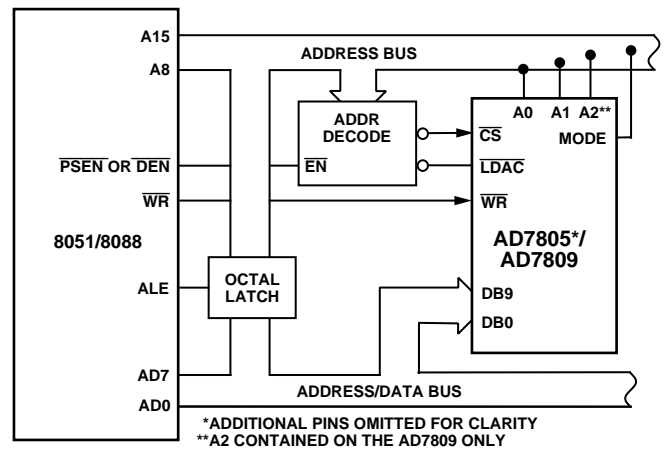 A15
ADDRESS BUS
A8
ADDR
DECODE
A0 A1 A2**
CS
MODE
PSEN OR DEN
EN
LDAC
WR
WR
8051/8088
AD7805*/
AD7809
ALE
OCTAL
LATCH
DB9
DB0
AD7
ADDRESS/DATA BUS
AD0
*ADDITIONAL PINS OMITTED FOR CLARITY
**A2 CONTAINED ON THE AD7809 ONLY